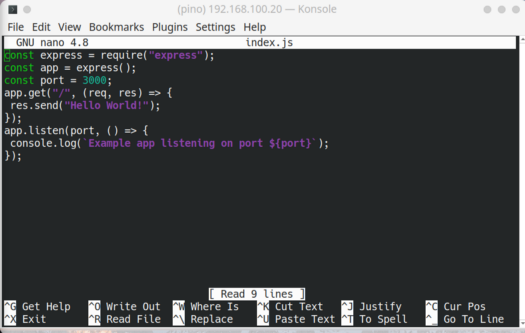 (pino) 192.168.100.20 — Konsole
File Edit View Bookmarks Plugins Settings Help
GNU nano 4.8 index.js
const express = require("express");
const app = express();
const port = 3000;
app.get("/", (req, res) => {
 res.send("Hello World!");
});
app.listen(port, () => {
 console.log(`Example app listening on port ${port}`);
});
[ Read 9 lines ]
^G Get Help ^O Write Out ^W Where Is ^K Cut Text ^J Justify ^C Cur Pos
^X Exit ^R Read File ^\ Replace ^U Paste Text ^T To Spell ^_ Go To Line